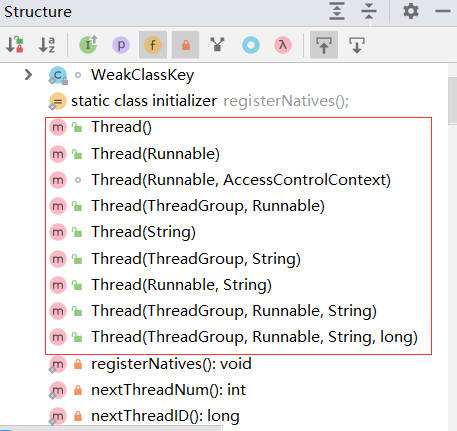 Structure
WeakClassKey
static class initializer registerNatives();
Thread()
Thread(Runnable)
Thread(Runnable, AccessControlContext)
Thread(ThreadGroup, Runnable)
Thread(String)
Thread(ThreadGroup, String)
Thread(Runnable, String)
Thread(ThreadGroup, Runnable, String)
Thread(ThreadGroup, Runnable, String, long)
registerNatives(): void
nextThreadNum(): int
nextThreadID(): long